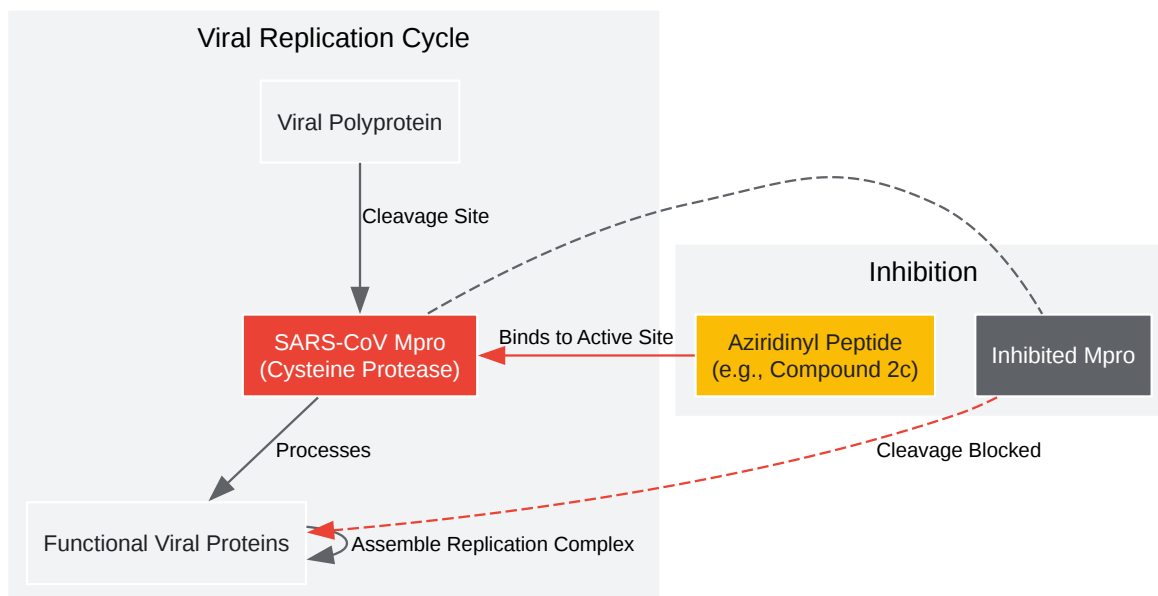 Viral Replication Cycle
Viral Polyprotein
Cleavage Site
Inhibition
SARS-CoV Mpro
(Cysteine Protease)
Binds to Active Site
Aziridinyl Peptide
(e.g., Compound 2c)
Inhibited Mpro
Processes
Cleavage Blocked
Functional Viral Proteins
Assemble Replication Complex